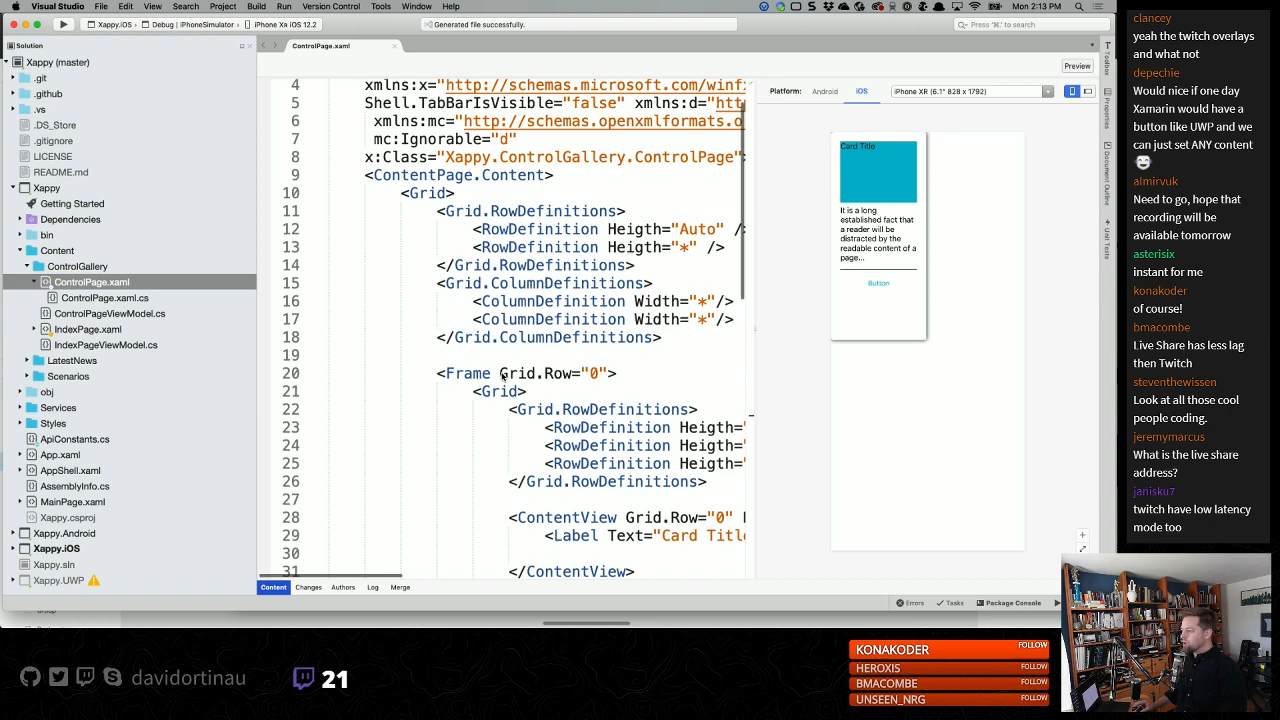 Visual Studio File Edit View Search Project Build Run Version Control Tools Window Help
Mon 2:13 PM
Xappy.iOS Debug | iPhoneSimulator iPhone Xʀ iOS 12.2
Generated file successfully.
Press '⌘.' to search
Solution
ControlPage.xaml
Xappy (master)
.git
.github
.vs
.DS_Store
.gitignore
LICENSE
README.md
Xappy
Getting Started
Dependencies
bin
Content
ControlGallery
ControlPage.xaml
ControlPage.xaml.cs
ControlPageViewModel.cs
IndexPage.xaml
IndexPageViewModel.cs
LatestNews
Scenarios
obj
Services
Styles
ApiConstants.cs
App.xaml
AppShell.xaml
AssemblyInfo.cs
MainPage.xaml
Xappy.csproj
Xappy.Android
Xappy.iOS
Xappy.sln
Xappy.UWP
4 xmlns:x="http://schemas.microsoft.com/winfx
5 Shell.TabBarIsVisible="false" xmlns:d="htt
6 xmlns:mc="http://schemas.openxmlformats.o
7 mc:Ignorable="d"
8 x:Class="Xappy.ControlGallery.ControlPage"
9 <ContentPage.Content>
10 <Grid>
11 <Grid.RowDefinitions>
12 <RowDefinition Heigth="Auto" /
13 <RowDefinition Heigth="*" />
14 </Grid.RowDefinitions>
15 <Grid.ColumnDefinitions>
16 <ColumnDefinition Width="*"/>
17 <ColumnDefinition Width="*"/>
18 </Grid.ColumnDefinitions>
19
20 <Frame Grid.Row="0">
21 <Grid>
22 <Grid.RowDefinitions>
23 <RowDefinition Heigth="
24 <RowDefinition Heigth="
25 <RowDefinition Heigth="
26 </Grid.RowDefinitions>
27
28 <ContentView Grid.Row="0"
29 <Label Text="Card Title
30
31 </ContentView>
Content Changes Authors Log Merge
Preview
Platform: Android iOS iPhone XR (6.1" 828 x 1792)
Card Title
It is a long
established fact that
a reader will be
distracted by the
readable content of a
page...
Button
Toolbox
Properties
Document Outline
Unit Tests
Errors Tasks Package Console
clancey
yeah the twitch overlays
and what not
depechie
Would nice if one day
Xamarin would have a
button like UWP and we
can just set ANY content
almirvuk
Need to go, hope that
recording will be
available tomorrow
asterisix
instant for me
konakoder
of course!
bmacombe
Live Share has less lag
then Twitch
steventhewissen
Look at all those cool
people coding.
jeremymarcus
What is the live share
address?
janisku7
twitch have low latency
mode too
davidortinau
21
KONAKODER FOLLOW
HEROXIS FOLLOW
BMACOMBE FOLLOW
UNSEEN_NRG FOLLOW